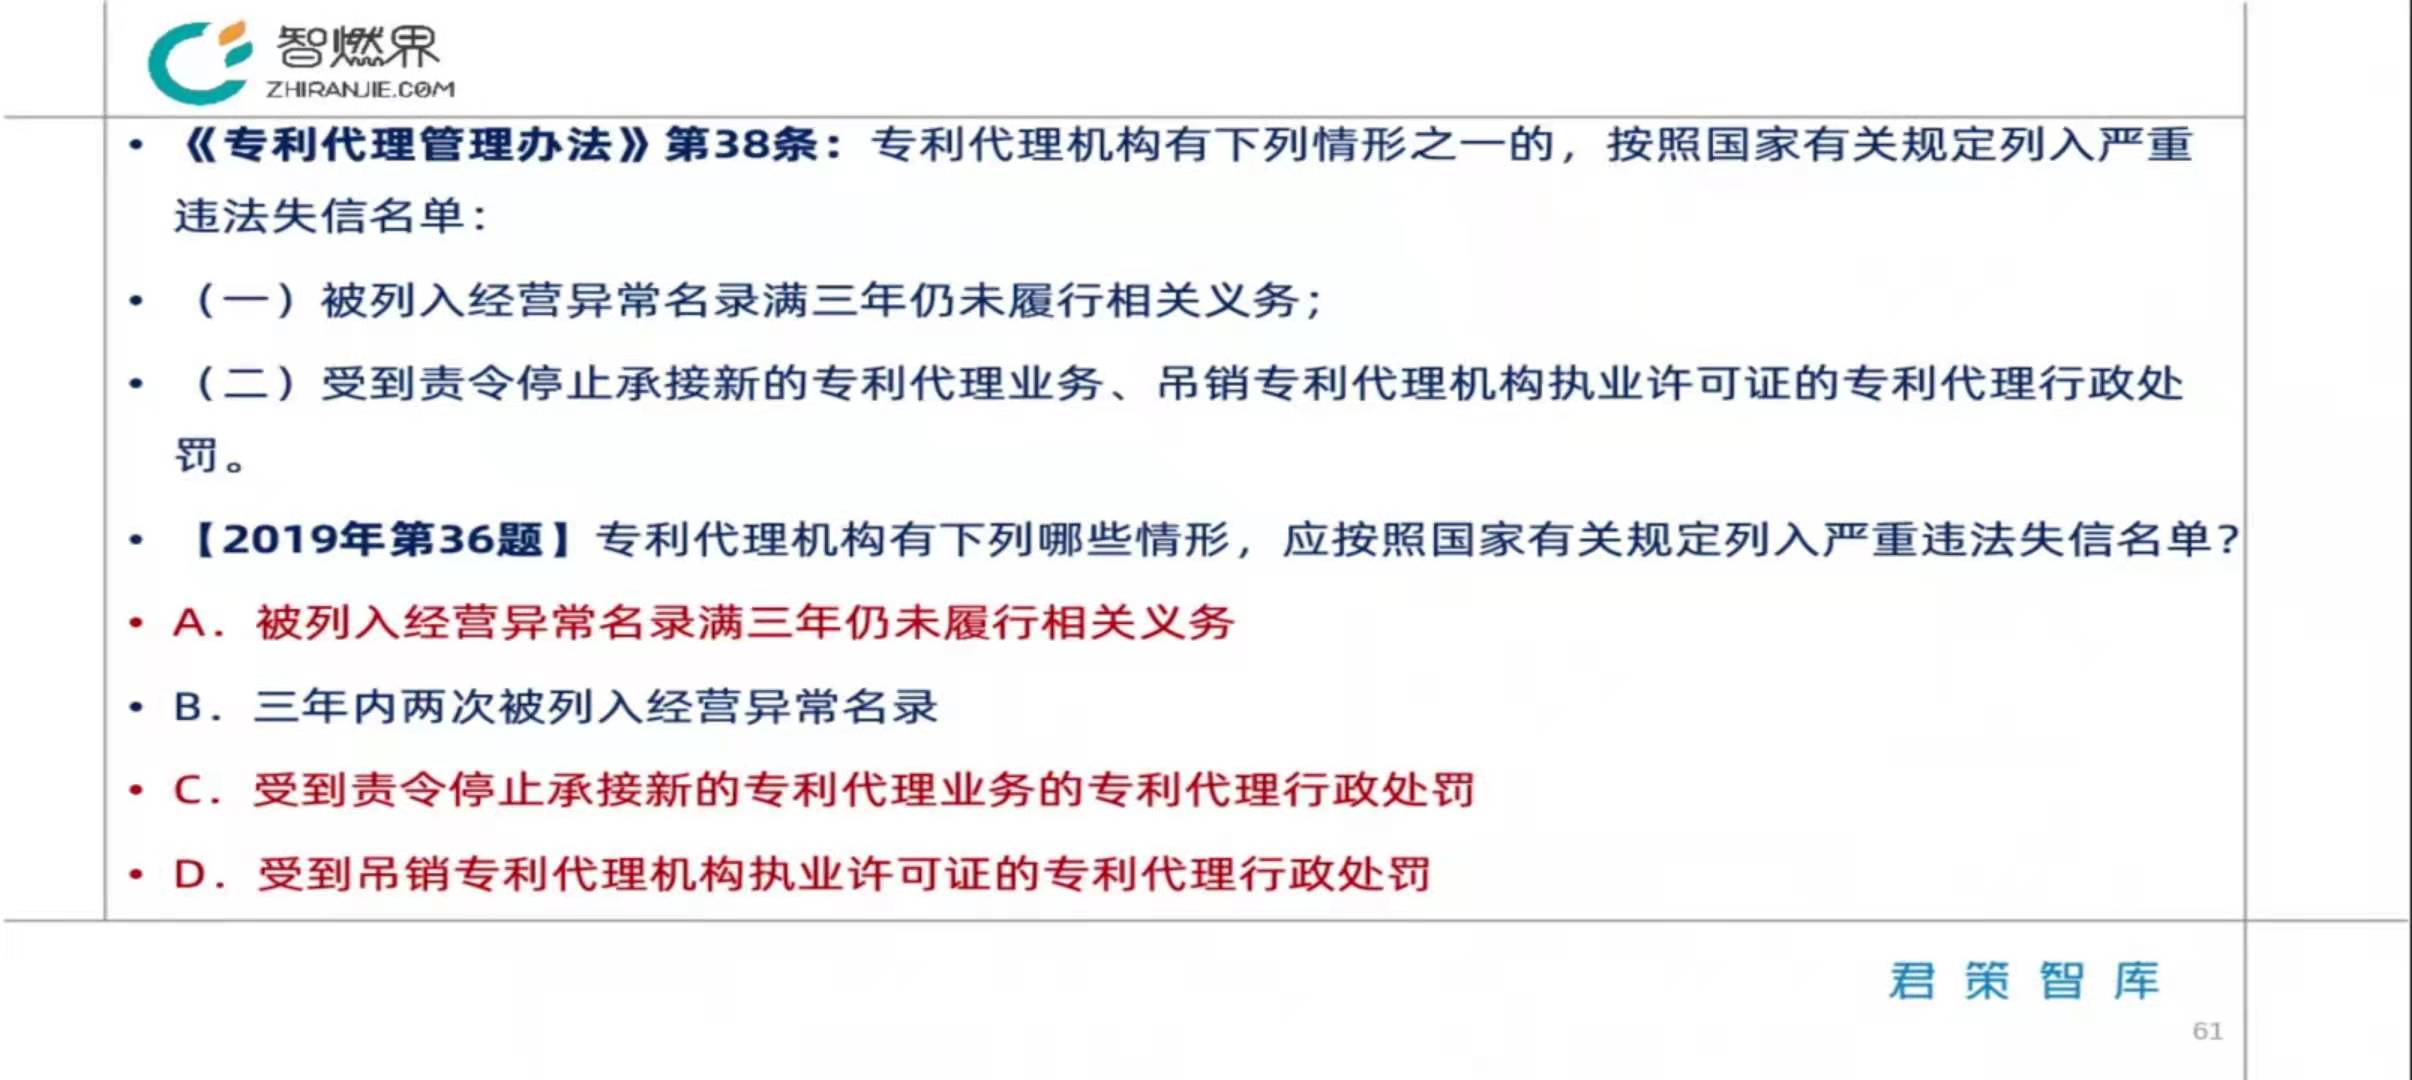 智燃界
ZHIRANJIE.COM
• 《专利代理管理办法》第38条：专利代理机构有下列情形之一的，按照国家有关规定列入严重
违法失信名单：
• （一）被列入经营异常名录满三年仍未履行相关义务；
• （二）受到责令停止承接新的专利代理业务、吊销专利代理机构执业许可证的专利代理行政处
罚。
• 【2019年第36题】专利代理机构有下列哪些情形，应按照国家有关规定列入严重违法失信名单？
• A．被列入经营异常名录满三年仍未履行相关义务
• B．三年内两次被列入经营异常名录
• C．受到责令停止承接新的专利代理业务的专利代理行政处罚
• D．受到吊销专利代理机构执业许可证的专利代理行政处罚
君策智库
61